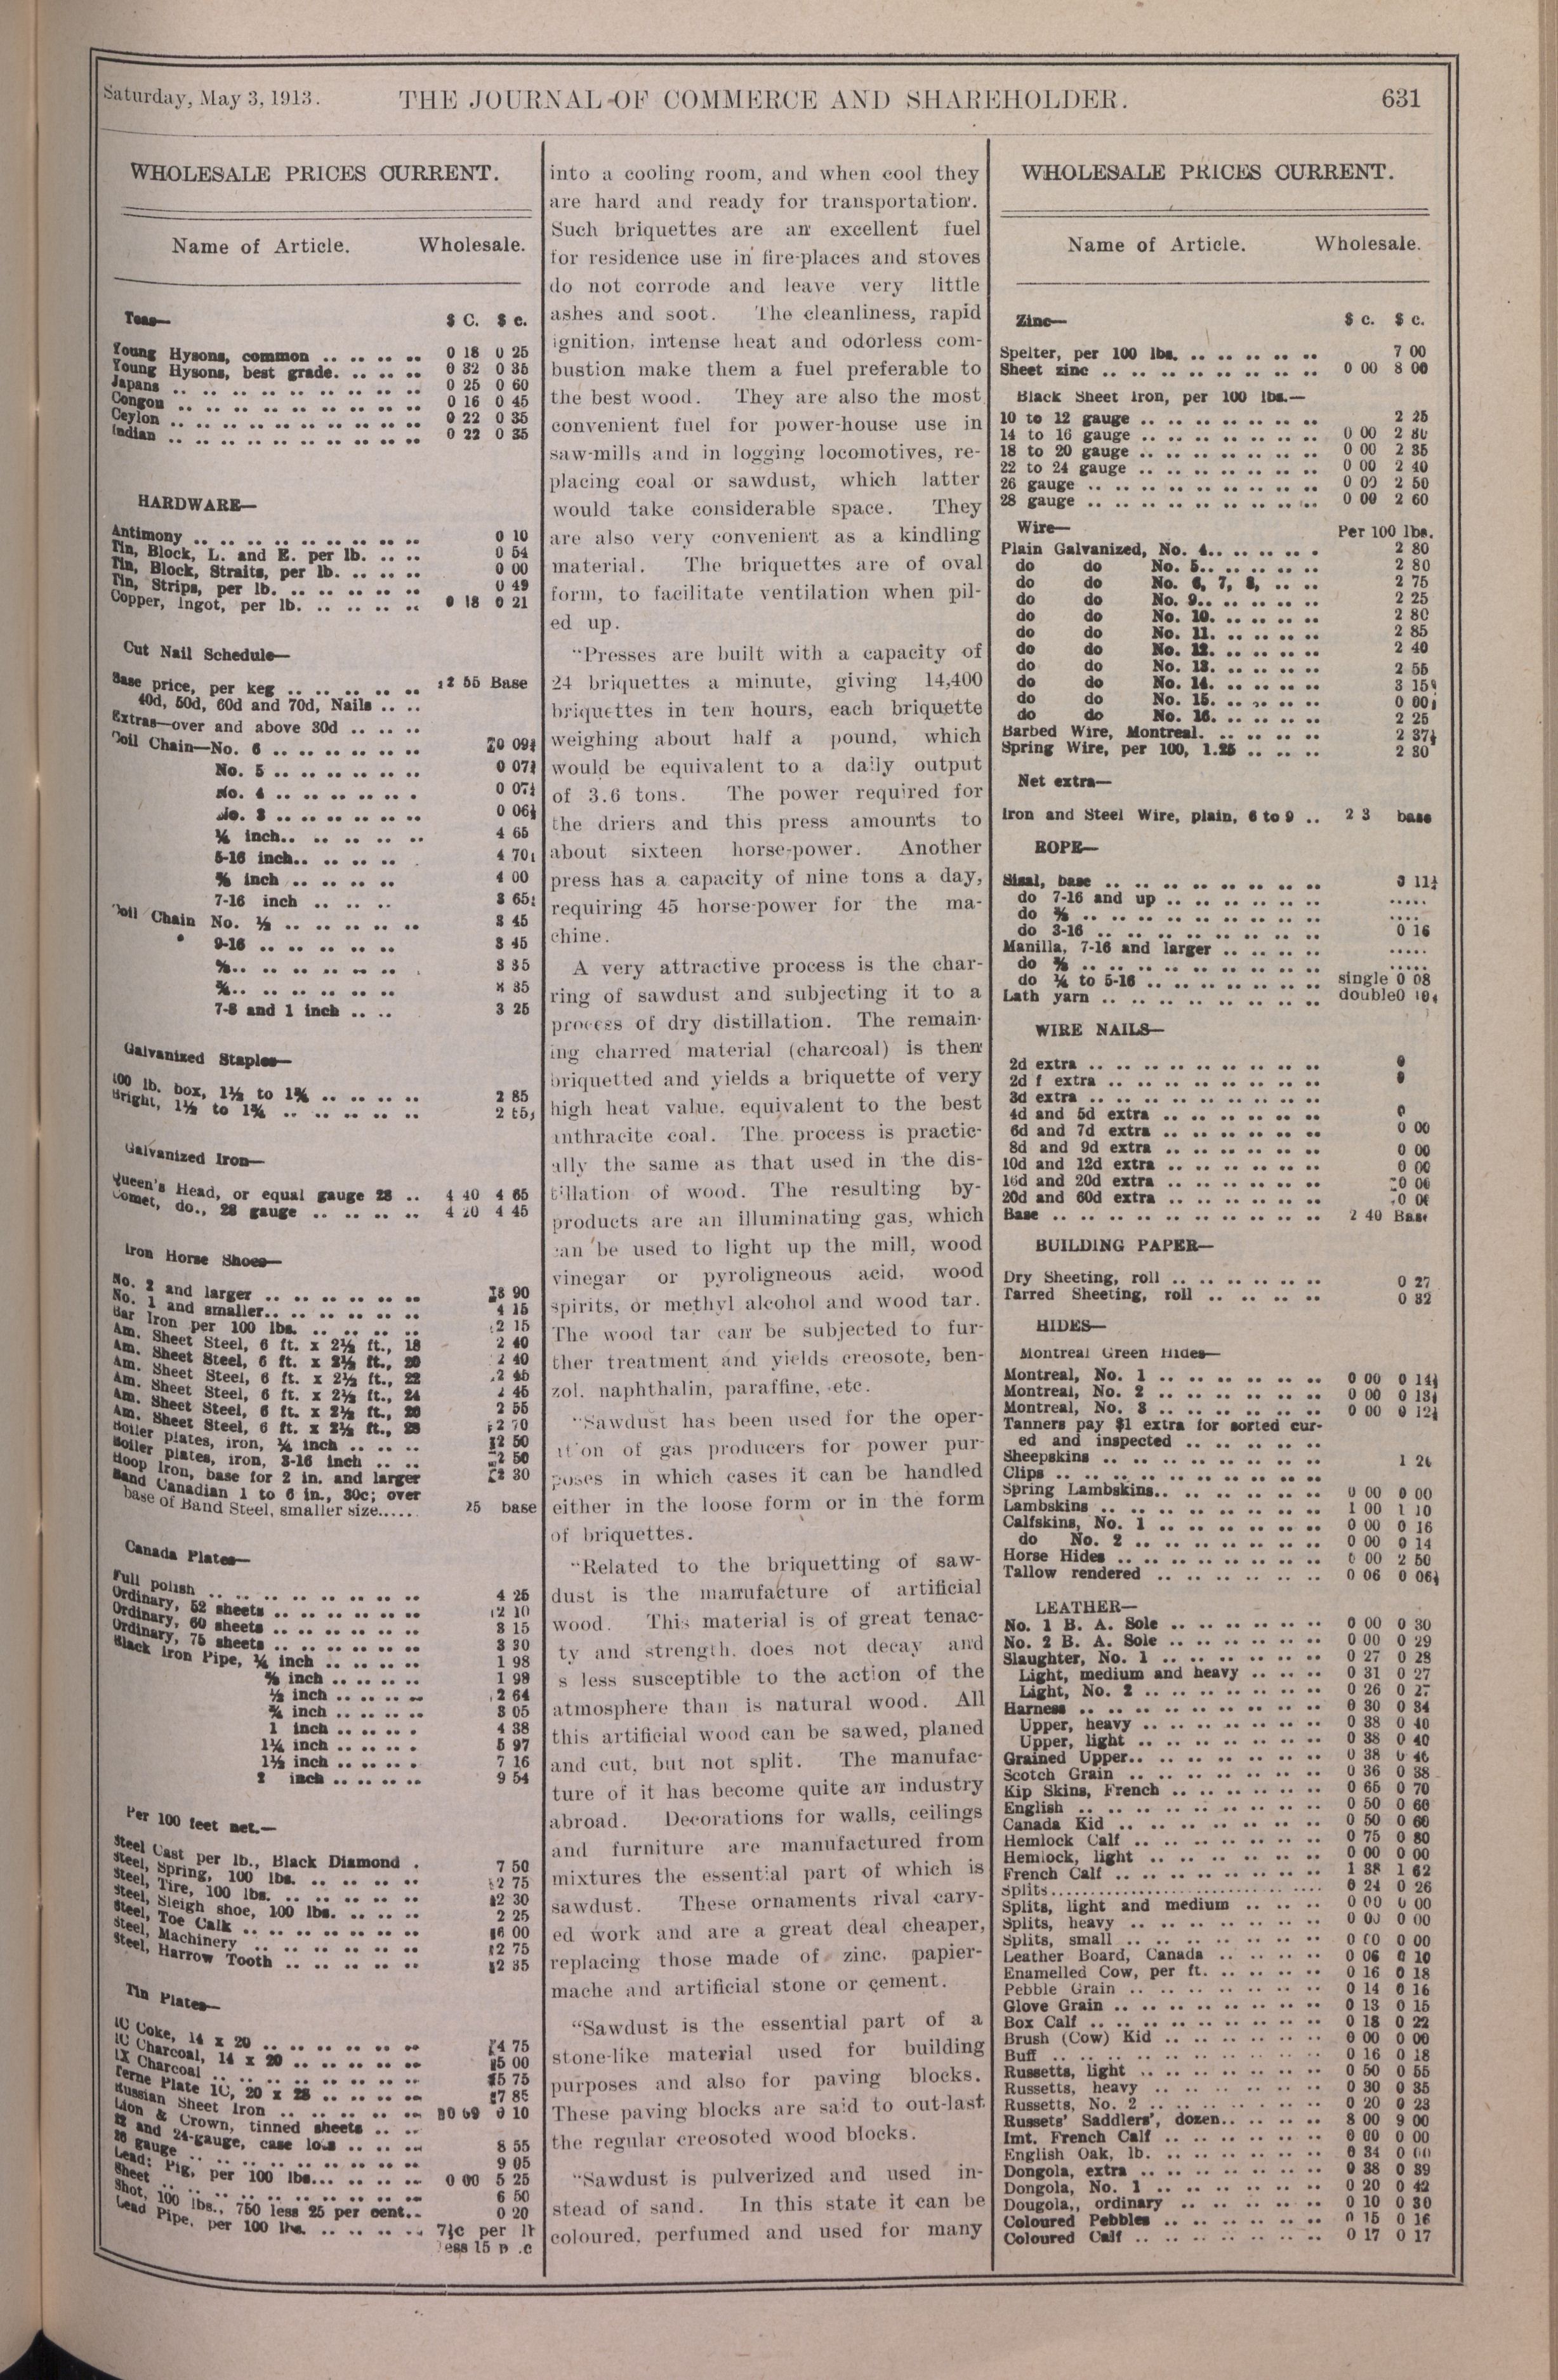 Saturday, May 3, 1913. THE JOURNAL OF COMMERCE AND SHAREHOLDER. 631
WHOLESALE PRICES CURRENT.
Name of Article. Wholesale.
Teas— $ C. $ c.
Young Hysons, common .. .. .. .. 0 18 0 25
Young Hysons, best grade. .. .. .. 0 32 0 35
Japans .. .. .. .. .. .. .. .. .. 0 25 0 60
Congou .. .. .. .. .. .. .. .. .. 0 16 0 45
Ceylon .. .. .. .. .. .. .. .. .. 0 22 0 35
Indian .. .. .. .. .. .. .. .. .. 0 22 0 35
HARDWARE—
Antimony .. .. .. .. .. .. .. .. 0 10
Tin, Block, L. and E. per lb. .. .. 0 54
Tin, Block, Straits, per lb. .. .. .. 0 00
Tin, Strips, per lb. .. .. .. .. .. 0 49
Copper, Ingot, per lb. .. .. .. .. 0 18 0 21
Cut Nail Schedule—
Base price, per keg .. .. .. .. .. 2 55 Base
40d, 50d, 60d and 70d, Nails .. ..
Extras—over and above 30d .. .. ..
Coil Chain—No. 6 .. .. .. .. .. .. 0 09½
No. 5 .. .. .. .. .. .. 0 07½
No. 4 .. .. .. .. .. .. 0 07½
No. 3 .. .. .. .. .. .. 0 06½
¼ inch.. .. .. .. .. 4 65
5-16 inch.. .. .. .. 4 70
⅜ inch .. .. .. .. 4 00
7-16 inch .. .. .. 3 65
Coil Chain No. ½ .. .. .. .. .. .. 3 45
9-16 .. .. .. .. .. .. 3 45
⅝.. .. .. .. .. .. 3 35
¾.. .. .. .. .. .. 3 35
7-8 and 1 inch .. .. 3 25
Galvanized Staples—
100 lb. box, 1½ to 1¾ .. .. .. .. 2 85
Bright, 1½ to 1¾ .. .. .. .. ..
Galvanized Iron—
Queen's Head, or equal gauge 28 .. 4 40 4 65
Comet, do., 28 gauge .. .. .. .. 4 20 4 45
Iron Horse Shoes—
No. 2 and larger .. .. .. .. .. .. 3 90
No. 1 and smaller.. .. .. .. .. .. 4 15
Bar Iron per 100 lbs. .. .. .. .. 2 15
Am. Sheet Steel, 6 ft. x 2½ ft., 18 2 40
Am. Sheet Steel, 6 ft. x 2½ ft., 20 2 40
Am. Sheet Steel, 6 ft. x 2½ ft., 22 2 45
Am. Sheet Steel, 6 ft. x 2½ ft., 24 2 45
Am. Sheet Steel, 6 ft. x 2½ ft., 26 2 55
Am. Sheet Steel, 6 ft. x 2½ ft., 28 2 70
Boiler plates, iron, ¼ inch .. .. .. 2 50
Boiler plates, iron, 3-16 inch .. .. 2 50
Hoop Iron, base for 2 in. and larger 2 30
Band Canadian 1 to 6 in., 30c; over
base of Band Steel, smaller size..... 25 base
Canada Plates—
Full polish .. .. .. .. .. .. .. .. 4 25
Ordinary, 52 sheets .. .. .. .. .. 2 10
Ordinary, 60 sheets .. .. .. .. .. 3 15
Ordinary, 75 sheets .. .. .. .. .. 3 30
Black Iron Pipe, ¼ inch .. .. .. .. 1 98
⅜ inch .. .. .. .. 1 98
½ inch .. .. .. .. 2 64
¾ inch .. .. .. .. 3 05
1 inch .. .. .. . 4 38
1¼ inch .. .. .. . 5 97
1½ inch .. .. .. . 7 16
2 inch .. .. .. .. 9 54
Per 100 feet net.—
Steel Cast per lb., Black Diamond . 7 50
Steel, Spring, 100 lbs. .. .. .. .. 2 75
Steel, Tire, 100 lbs. .. .. .. .. .. 2 30
Steel, Sleigh shoe, 100 lbs. .. .. .. 2 25
Steel, Toe Calk .. .. .. .. .. .. 6 00
Steel, Machinery .. .. .. .. .. .. 2 75
Steel, Harrow Tooth .. .. .. .. .. 2 35
Tin Plates—
IC Coke, 14 x 20 .. .. .. .. .. .. 4 75
IC Charcoal, 14 x 20 .. .. .. .. .. 5 00
IX Charcoal .. .. .. .. .. .. .. 5 75
Terne Plate IC, 20 x 28 .. .. .. .. 7 85
Russian Sheet Iron .. .. .. .. .. 0 09 0 10
Lion & Crown, tinned sheets .. ..
22 and 24-gauge, case lots .. .. .. 8 55
26 gauge .. .. .. .. .. .. .. .. 9 05
Lead: Pig, per 100 lbs... .. .. .. 0 00 5 25
Sheet .. .. .. .. .. .. .. .. .. 6 50
Shot, 100 lbs., 750 less 25 per cent.. 0 20
Lead Pipe, per 100 lbs. .. .. .. .. 7½c per lb
less 15 p .c
into a cooling room, and when cool they
are hard and ready for transportation.
Such briquettes are an excellent fuel
for residence use in fire-places and stoves
do not corrode and leave very little
ashes and soot. The cleanliness, rapid
ignition, intense heat and odorless com-
bustion make them a fuel preferable to
the best wood. They are also the most
convenient fuel for power-house use in
saw-mills and in logging locomotives, re-
placing coal or sawdust, which latter
would take considerable space. They
are also very convenient as a kindling
material. The briquettes are of oval
form, to facilitate ventilation when pil-
ed up.
"Presses are built with a capacity of
24 briquettes a minute, giving 14,400
briquettes in ten hours, each briquette
weighing about half a pound, which
would be equivalent to a daily output
of 3.6 tons. The power required for
the driers and this press amounts to
about sixteen horse-power. Another
press has a capacity of nine tons a day,
requiring 45 horse-power for the ma-
chine.
A very attractive process is the char-
ring of sawdust and subjecting it to a
process of dry distillation. The remain-
ing charred material (charcoal) is then
briquetted and yields a briquette of very
high heat value, equivalent to the best
anthracite coal. The process is practic-
ally the same as that used in the dis-
tillation of wood. The resulting by-
products are an illuminating gas, which
can be used to light up the mill, wood
vinegar or pyroligneous acid, wood
spirits, or methyl alcohol and wood tar.
The wood tar can be subjected to fur-
ther treatment and yields creosote, ben-
zol, naphthalin, paraffine, etc.
"Sawdust has been used for the oper-
ation of gas producers for power pur-
poses in which cases it can be handled
either in the loose form or in the form
of briquettes.
"Related to the briquetting of saw-
dust is the manufacture of artificial
wood. This material is of great tenac-
ty and strength, does not decay and
s less susceptible to the action of the
atmosphere than is natural wood. All
this artificial wood can be sawed, planed
and cut, but not split. The manufac-
ture of it has become quite an industry
abroad. Decorations for walls, ceilings
and furniture are manufactured from
mixtures the essential part of which is
sawdust. These ornaments rival carv-
ed work and are a great deal cheaper,
replacing those made of zinc, papier-
mache and artificial stone or cement.
"Sawdust is the essential part of a
stone-like material used for building
purposes and also for paving blocks.
These paving blocks are said to out-last
the regular creosoted wood blocks.
"Sawdust is pulverized and used in-
stead of sand. In this state it can be
coloured, perfumed and used for many
WHOLESALE PRICES CURRENT.
Name of Article. Wholesale.
Zinc— $ c. $ c.
Spelter, per 100 lbs. .. .. .. .. .. 7 00
Sheet zinc .. .. .. .. .. .. .. .. 0 00 8 00
Black Sheet Iron, per 100 lbs.—
10 to 12 gauge .. .. .. .. .. .. .. 2 25
14 to 16 gauge .. .. .. .. .. .. .. 0 00 2 30
18 to 20 gauge .. .. .. .. .. .. .. 0 00 2 35
22 to 24 gauge .. .. .. .. .. .. .. 0 00 2 40
26 gauge .. .. .. .. .. .. .. .. .. 0 00 2 50
28 gauge .. .. .. .. .. .. .. .. .. 0 00 2 60
Wire— Per 100 lbs.
Plain Galvanized, No. 4.. .. .. .. . 2 80
do do No. 5.. .. .. .. .. 2 80
do do No. 6, 7, 8, .. .. 2 75
do do No. 9.. .. .. .. .. 2 25
do do No. 10. .. .. .. .. 2 80
do do No. 11. .. .. .. .. 2 85
do do No. 12. .. .. .. .. 2 40
do do No. 13. .. .. .. .. 2 55
do do No. 14. .. .. .. .. 3 15
do do No. 15. .. .. .. .. 0 00
do do No. 16. .. .. .. .. 2 25
Barbed Wire, Montreal. .. .. .. .. 2 37½
Spring Wire, per 100, 1.25 .. .. .. 2 30
Net extra—
Iron and Steel Wire, plain, 6 to 9 .. 2 3 base
ROPE—
Sisal, base .. .. .. .. .. .. .. ..
do 7-16 and up .. .. .. .. .. .. .....
do ⅜ .. .. .. .. .. .. .. .. .. ....
do 3-16 .. .. .. .. .. .. .. .. 0 16
Manilla, 7-16 and larger .. .. .. .. .....
do ⅜ .. .. .. .. .. .. .. .. .. .....
do ¼ to 5-16 .. .. .. .. .. .. single 0 08
Lath yarn .. .. .. .. .. .. .. .. double
WIRE NAILS—
2d extra .. .. .. .. .. .. .. .. 0
2d f extra .. .. .. .. .. .. .. .. 0
3d extra .. .. .. .. .. .. .. ..
4d and 5d extra .. .. .. .. .. .. 0
6d and 7d extra .. .. .. .. .. .. 0 00
8d and 9d extra .. .. .. .. .. .. 0 00
10d and 12d extra .. .. .. .. .. .. 0 00
16d and 20d extra .. .. .. .. .. .. 0 00
20d and 60d extra .. .. .. .. .. .. 0 00
Base .. .. .. .. .. .. .. .. .. .. 2 40 Base
BUILDING PAPER—
Dry Sheeting, roll .. .. .. .. .. .. 0 27
Tarred Sheeting, roll .. .. .. .. .. 0 32
HIDES—
Montreal Green Hides—
Montreal, No. 1 .. .. .. .. .. .. 0 00 0 14½
Montreal, No. 2 .. .. .. .. .. .. 0 00 0 13½
Montreal, No. 3 .. .. .. .. .. .. 0 00 0 12½
Tanners pay $1 extra for sorted cur-
ed and inspected .. .. .. .. ..
Sheepskins .. .. .. .. .. .. .. ..
Clips .. .. .. .. .. .. .. .. .. ..
Spring Lambskins.. .. .. .. .. .. 0 00 0 00
Lambskins .. .. .. .. .. .. .. .. 1 00 1 10
Calfskins, No. 1 .. .. .. .. .. .. 0 00 0 16
do No. 2 .. .. .. .. .. .. .. 0 00 0 14
Horse Hides .. .. .. .. .. .. .. 0 00 2 50
Tallow rendered .. .. .. .. .. .. 0 06 0 06½
LEATHER—
No. 1 B. A. Sole .. .. .. .. .. .. 0 00 0 30
No. 2 B. A. Sole .. .. .. .. .. .. 0 00 0 29
Slaughter, No. 1 .. .. .. .. .. .. 0 27 0 28
Light, medium and heavy .. .. .. 0 31 0 27
Light, No. 2 .. .. .. .. .. .. .. 0 26 0 27
Harness .. .. .. .. .. .. .. .. .. 0 30 0 34
Upper, heavy .. .. .. .. .. .. .. 0 38 0 40
Upper, light .. .. .. .. .. .. .. 0 38 0 40
Grained Upper.. .. .. .. .. .. .. 0 38 0 46
Scotch Grain .. .. .. .. .. .. .. 0 36 0 38
Kip Skins, French .. .. .. .. .. .. 0 65 0 70
English .. .. .. .. .. .. .. .. .. 0 50 0 60
Canada Kid .. .. .. .. .. .. .. .. 0 50 0 60
Hemlock Calf .. .. .. .. .. .. .. 0 75 0 80
Hemlock, light .. .. .. .. .. .. .. 0 00 0 00
French Calf .. .. .. .. .. .. .. .. 1 38 1 62
Splits.................................... 0 24 0 26
Splits, light and medium .. .. .. .. 0 00 0 00
Splits, heavy .. .. .. .. .. .. .. 0 00 0 00
Splits, small .. .. .. .. .. .. .. .. 0 00 0 00
Leather Board, Canada .. .. .. .. 0 06 0 10
Enamelled Cow, per ft. .. .. .. .. 0 16 0 18
Pebble Grain .. .. .. .. .. .. .. 0 14 0 16
Glove Grain .. .. .. .. .. .. .. .. 0 13 0 15
Box Calf .. .. .. .. .. .. .. .. .. 0 18 0 22
Brush (Cow) Kid .. .. .. .. .. .. 0 00 0 00
Buff .. .. .. .. .. .. .. .. .. .. 0 16 0 18
Russetts, light .. .. .. .. .. .. .. 0 50 0 55
Russetts, heavy .. .. .. .. .. .. .. 0 30 0 35
Russetts, No. 2 .. .. .. .. .. .. .. 0 20 0 23
Russets' Saddlers', dozen.. .. .. .. 8 00 9 00
Imt. French Calf .. .. .. .. .. .. 0 00 0 00
English Oak, lb. .. .. .. .. .. .. 0 34 0 00
Dongola, extra .. .. .. .. .. .. .. 0 38 0 39
Dongola, No. 1 .. .. .. .. .. .. .. 0 20 0 42
Dougola,, ordinary .. .. .. .. .. 0 10 0 30
Coloured Pebbles .. .. .. .. .. .. 0 15 0 16
Coloured Calf .. .. .. .. .. .. .. 0 17 0 17